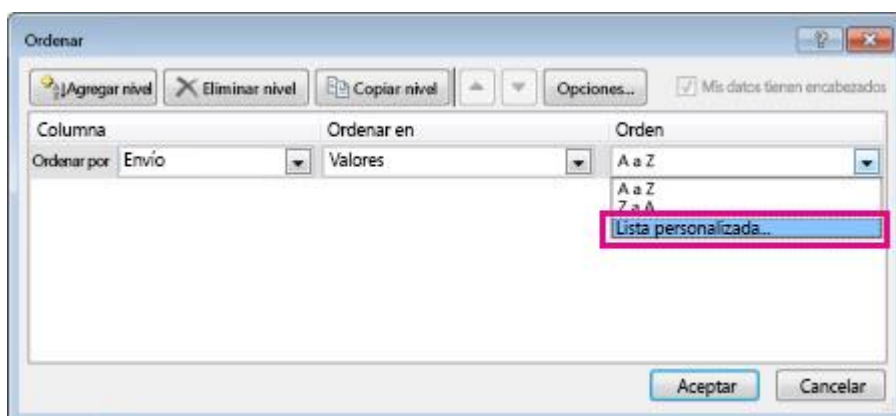 Ordenar
Agregar nivel Eliminar nivel Copiar nivel Opciones... Mis datos tienen encabezados
Columna Ordenar en Orden
Ordenar por Envío Valores A a Z
A a Z
Z a A
Lista personalizada...
Aceptar Cancelar